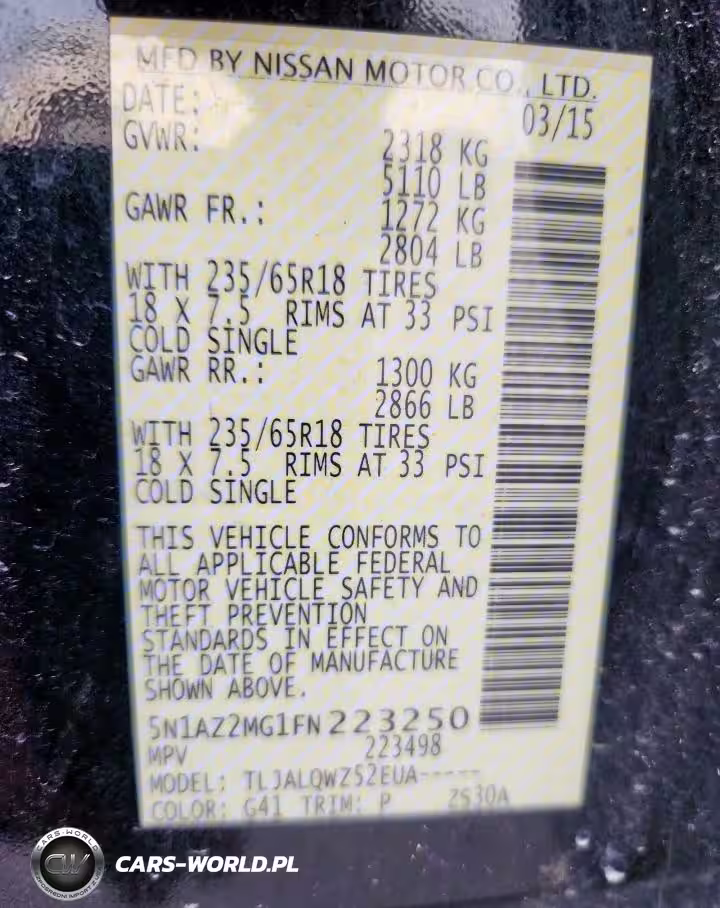 MFD BY NISSAN MOTOR CO., LTD.
DATE: 03/15
GVWR: 2318 KG
5110 LB
GAWR FR.: 1272 KG
2804 LB
WITH 235/65R18 TIRES
18 X 7.5 RIMS AT 33 PSI
COLD SINGLE
GAWR RR.: 1300 KG
2866 LB
WITH 235/65R18 TIRES
18 X 7.5 RIMS AT 33 PSI
COLD SINGLE
THIS VEHICLE CONFORMS TO
ALL APPLICABLE FEDERAL
MOTOR VEHICLE SAFETY AND
THEFT PREVENTION
STANDARDS IN EFFECT ON
THE DATE OF MANUFACTURE
SHOWN ABOVE.
5N1AZ2MG1FN223250
MPV 223498
MODEL: TLJALQWZ52EUA-----
COLOR: G41 TRIM: P ZS30A
CARS-WORLD
CW
CARS-WORLD.PL